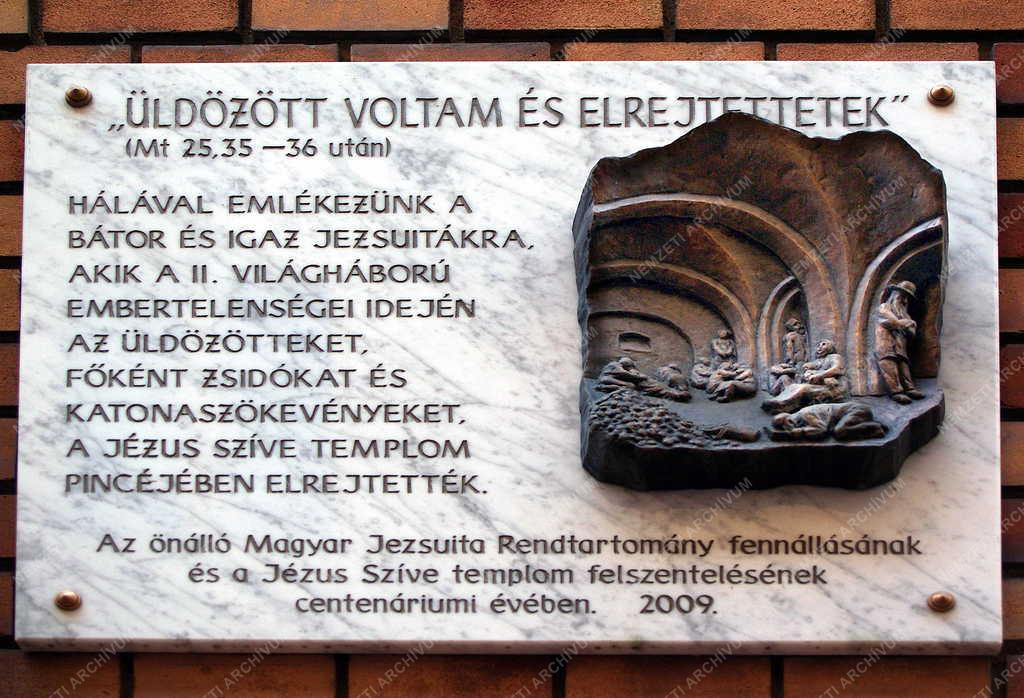 „ÜLDÖZÖTT VOLTAM ÉS ELREJTETTETEK”
(Mt 25,35 —36 után)
HÁLÁVAL EMLÉKEZÜNK A
BÁTOR ÉS IGAZ JEZSUITÁKRA,
AKIK A II. VILÁGHÁBORÚ
EMBERTELENSÉGEI IDEJÉN
AZ ÜLDÖZÖTTEKET,
FŐKÉNT ZSIDÓKAT ÉS
KATONASZÖKEVÉNYEKET,
A JÉZUS SZÍVE TEMPLOM
PINCÉJÉBEN ELREJTETTÉK.
Az önálló Magyar Jezsuita Rendtartomány fennállásának
és a Jézus Szíve templom felszentelésének
centenáriumi évében. 2009.
NEMZETI ARCHÍVUM